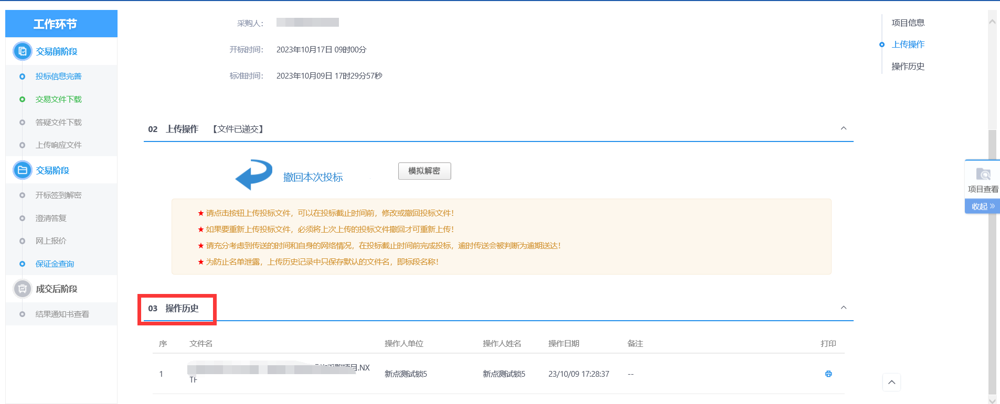 工作环节
交易前阶段
投标信息完善
交易文件下载
答疑文件下载
上传响应文件
交易阶段
开标签到解密
澄清答复
网上报价
保证金查询
成交后阶段
结果通知书查看
采购人：
开标时间： 2023年10月17日 09时00分
标准时间： 2023年10月09日 17时29分57秒
02 上传操作 【文件已递交】
撤回本次投标
模拟解密
★ 请点击按钮上传投标文件，可以在投标截止时间前，修改或撤回投标文件！
★ 如果要重新上传投标文件，必须将上次上传的投标文件撤回才可重新上传！
★ 请充分考虑到传送的时间和自身的网络情况，在投标截止时间前完成投标，逾时传送会被判断为逾期送达！
★ 为防止名单泄露，上传历史记录中只保存默认的文件名，即标段名称！
03 操作历史
序 文件名 操作人单位 操作人姓名 操作日期 备注 打印
1 采购项目.NX 新点测试锁5 新点测试锁5 23/10/09 17:28:37 --
TF
项目信息
上传操作
操作历史
项目查看
收起 »